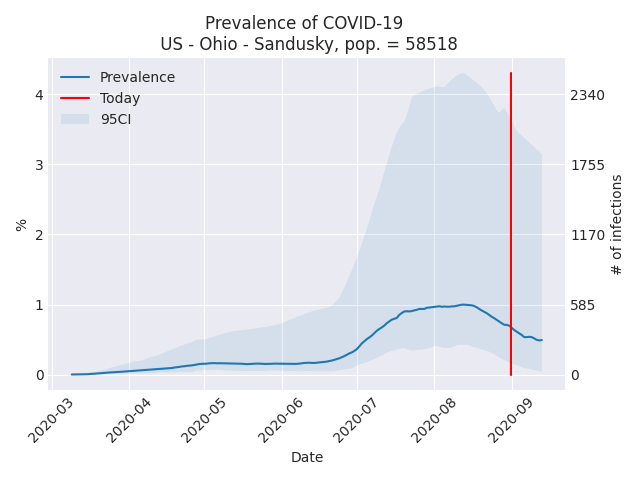 Prevalence of COVID-19
US - Ohio - Sandusky, pop. = 58518
Prevalence
Today
95CI
4
3
2
1
0
%
2340
1755
1170
585
0
# of infections
2020-03
2020-04
2020-05
2020-06
2020-07
2020-08
2020-09
Date